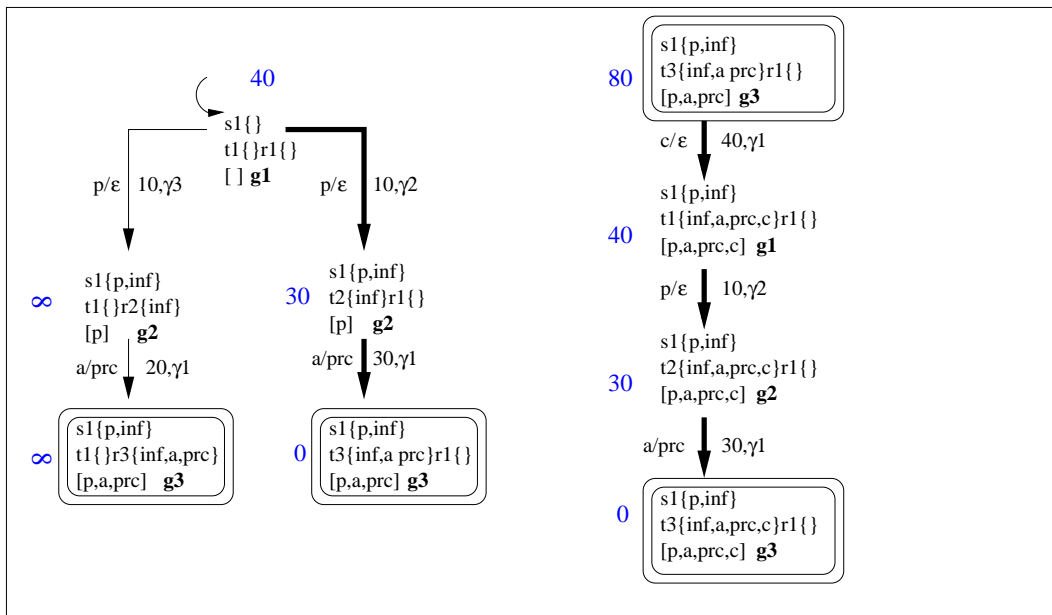 40
s1{}
t1{}r1{}
[ ] g1
p/ε 10,γ3
p/ε 10,γ2
∞
s1{p,inf}
t1{}r2{inf}
[p] g2
30
s1{p,inf}
t2{inf}r1{}
[p] g2
a/prc 20,γ1
a/prc 30,γ1
∞
s1{p,inf}
t1{}r3{inf,a,prc}
[p,a,prc] g3
0
s1{p,inf}
t3{inf,a prc}r1{}
[p,a,prc] g3
80
s1{p,inf}
t3{inf,a prc}r1{}
[p,a,prc] g3
c/ε 40,γ1
40
s1{p,inf}
t1{inf,a,prc,c}r1{}
[p,a,prc,c] g1
p/ε 10,γ2
30
s1{p,inf}
t2{inf,a,prc,c}r1{}
[p,a,prc,c] g2
a/prc 30,γ1
0
s1{p,inf}
t3{inf,a,prc,c}r1{}
[p,a,prc,c] g3